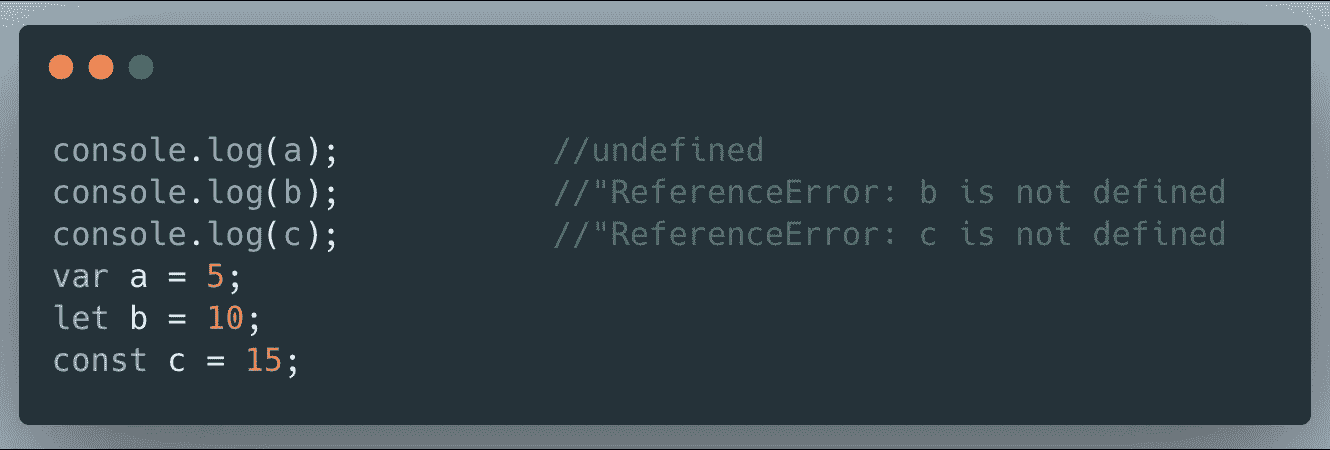 console.log(a); //undefined
console.log(b); //"ReferenceError: b is not defined
console.log(c); //"ReferenceError: c is not defined
var a = 5;
let b = 10;
const c = 15;